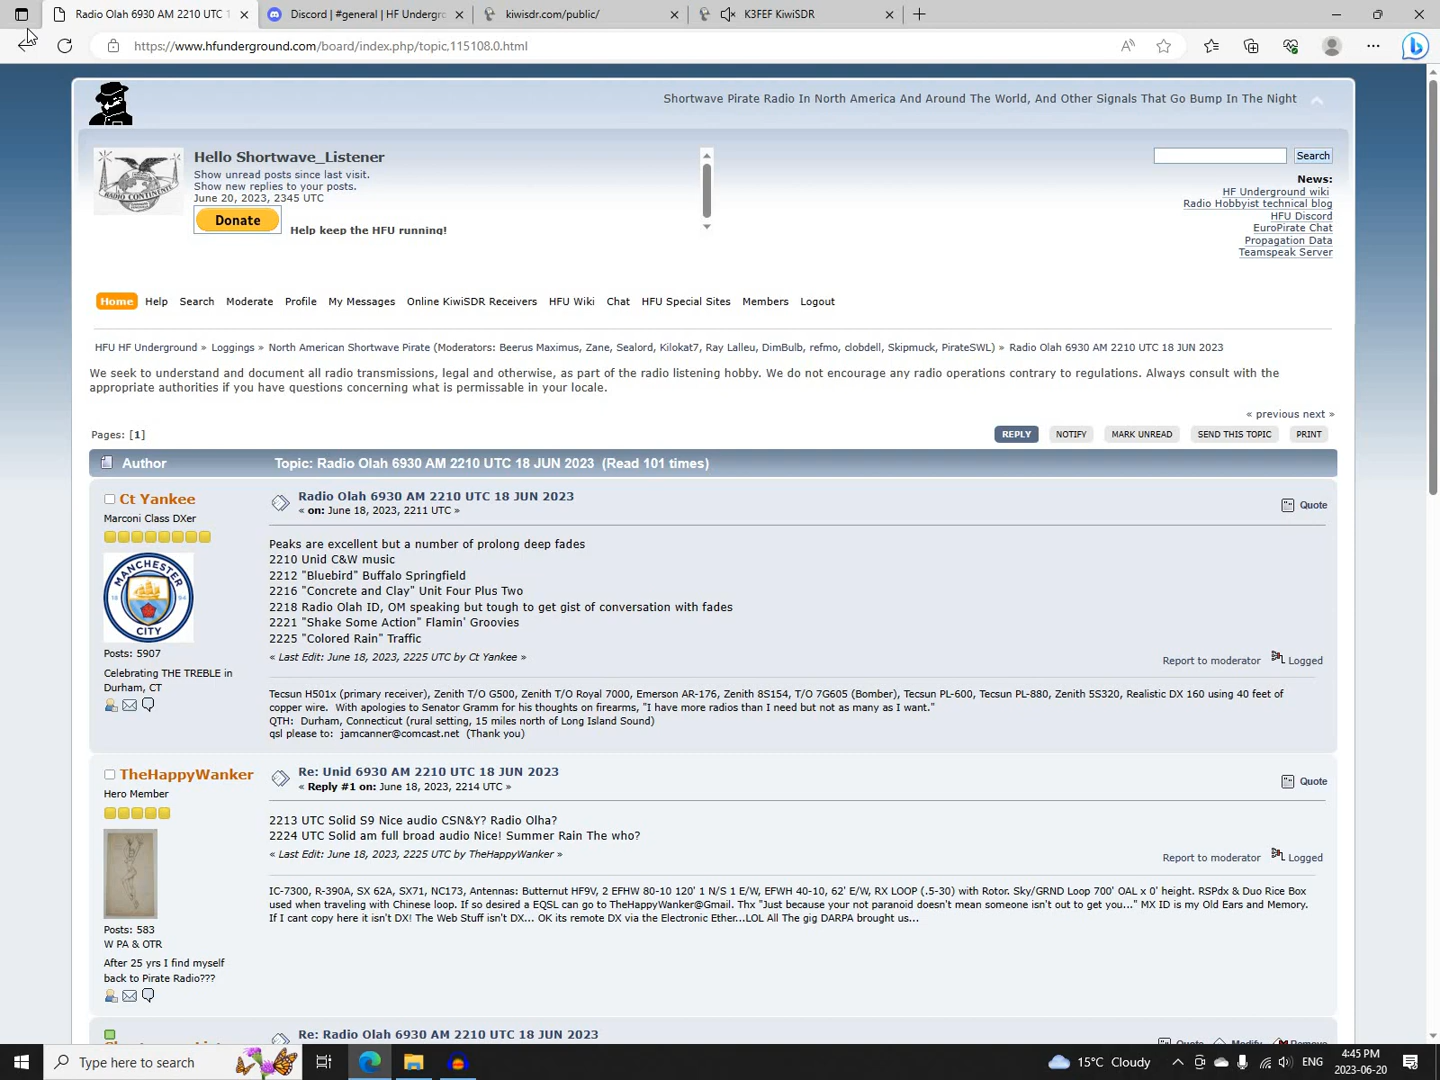 Radio Olah 6930 AM 2210 UTC 1
Discord | #general | HF Undergro
kiwisdr.com/public/
K3FEF KiwiSDR
https://www.hfunderground.com/board/index.php/topic,115108.0.html
Shortwave Pirate Radio In North America And Around The World, And Other Signals That Go Bump In The Night
RADIO CONTINENTE
Hello Shortwave_Listener
Show unread posts since last visit.
Show new replies to your posts.
June 20, 2023, 2345 UTC
Donate
Help keep the HFU running!
Search
News:
HF Underground wiki
Radio Hobbyist technical blog
HFU Discord
EuroPirate Chat
Propagation Data
Teamspeak Server
Home Help Search Moderate Profile My Messages Online KiwiSDR Receivers HFU Wiki Chat HFU Special Sites Members Logout
HFU HF Underground » Loggings » North American Shortwave Pirate (Moderators: Beerus Maximus, Zane, Sealord, Kilokat7, Ray Lalleu, DimBulb, refmo, clobdell, Skipmuck, PirateSWL) » Radio Olah 6930 AM 2210 UTC 18 JUN 2023
We seek to understand and document all radio transmissions, legal and otherwise, as part of the radio listening hobby. We do not encourage any radio operations contrary to regulations. Always consult with the
appropriate authorities if you have questions concerning what is permissable in your locale.
« previous next »
Pages: [1]
REPLY NOTIFY MARK UNREAD SEND THIS TOPIC PRINT
Author Topic: Radio Olah 6930 AM 2210 UTC 18 JUN 2023 (Read 101 times)
Ct Yankee
Marconi Class DXer
MANCHESTER
18 94
CITY
Posts: 5907
Celebrating THE TREBLE in
Durham, CT
Radio Olah 6930 AM 2210 UTC 18 JUN 2023
« on: June 18, 2023, 2211 UTC »
Quote
Peaks are excellent but a number of prolong deep fades
2210 Unid C&W music
2212 "Bluebird" Buffalo Springfield
2216 "Concrete and Clay" Unit Four Plus Two
2218 Radio Olah ID, OM speaking but tough to get gist of conversation with fades
2221 "Shake Some Action" Flamin' Groovies
2225 "Colored Rain" Traffic
« Last Edit: June 18, 2023, 2225 UTC by Ct Yankee »
Report to moderator Logged
Tecsun H501x (primary receiver), Zenith T/O G500, Zenith T/O Royal 7000, Emerson AR-176, Zenith 8S154, T/O 7G605 (Bomber), Tecsun PL-600, Tecsun PL-880, Zenith 5S320, Realistic DX 160 using 40 feet of
copper wire. With apologies to Senator Gramm for his thoughts on firearms, "I have more radios than I need but not as many as I want."
QTH: Durham, Connecticut (rural setting, 15 miles north of Long Island Sound)
qsl please to: jamcanner@comcast.net (Thank you)
TheHappyWanker
Hero Member
Posts: 583
W PA & OTR
After 25 yrs I find myself
back to Pirate Radio???
Re: Unid 6930 AM 2210 UTC 18 JUN 2023
« Reply #1 on: June 18, 2023, 2214 UTC »
Quote
2213 UTC Solid S9 Nice audio CSN&Y? Radio Olha?
2224 UTC Solid am full broad audio Nice! Summer Rain The who?
« Last Edit: June 18, 2023, 2225 UTC by TheHappyWanker »
Report to moderator Logged
IC-7300, R-390A, SX 62A, SX71, NC173, Antennas: Butternut HF9V, 2 EFHW 80-10 120' 1 N/S 1 E/W, EFWH 40-10, 62' E/W, RX LOOP (.5-30) with Rotor. Sky/GRND Loop 700' OAL x 0' height. RSPdx & Duo Rice Box
used when traveling with Chinese loop. If so desired a EQSL can go to TheHappyWanker@Gmail. Thx "Just because your not paranoid doesn't mean someone isn't out to get you..." MX ID is my Old Ears and Memory.
If I cant copy here it isn't DX! The Web Stuff isn't DX... OK its remote DX via the Electronic Ether...LOL All The gig DARPA brought us...
Re: Radio Olah 6930 AM 2210 UTC 18 JUN 2023
Type here to search
15°C Cloudy
ENG
4:45 PM
2023-06-20